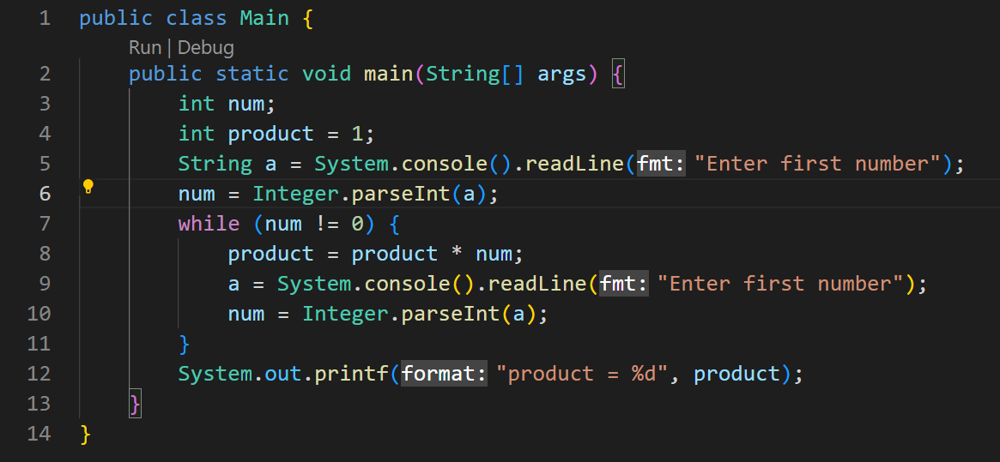 1 public class Main {
Run | Debug
2 public static void main(String[] args) {
3 int num;
4 int product = 1;
5 String a = System.console().readLine(fmt: "Enter first number");
6 num = Integer.parseInt(a);
7 while (num != 0) {
8 product = product * num;
9 a = System.console().readLine(fmt: "Enter first number");
10 num = Integer.parseInt(a);
11 }
12 System.out.printf(format: "product = %d", product);
13 }
14 }